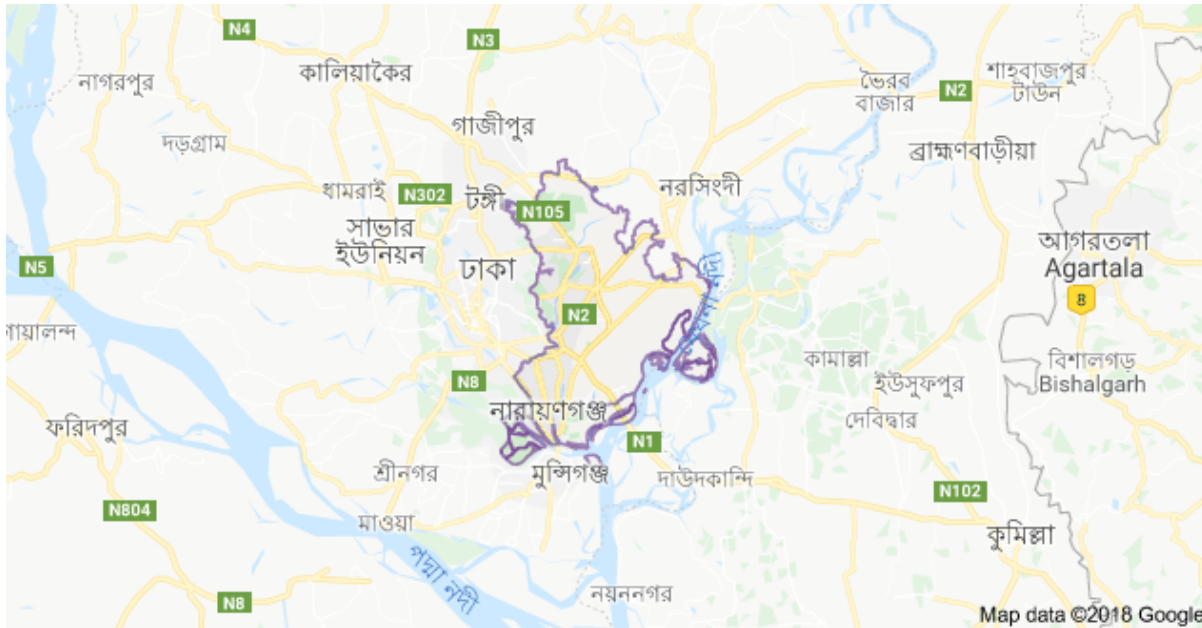 N4
N3
নাগরপুর
কালিয়াকৈর
ভৈরব
বাজার
শাহবাজপুর
টাউন
N2
দড়গ্রাম
গাজীপুর
ব্রাহ্মণবাড়ীয়া
ধামরাই
N302
টঙ্গী
নরসিংদী
N105
সাভার
ইউনিয়ন
ঢাকা
আগরতলা
Agartala
N5
8
N2
কামাল্লা
বিশালগড়
Bishalgarh
N8
ইউসুফপুর
নারায়ণগঞ্জ
দেবিদ্বার
ফরিদপুর
N1
শ্রীনগর
মুন্সিগঞ্জ
দাউদকান্দি
N102
N804
মাওয়া
কুমিল্লা
পদ্মা নদী
নয়ননগর
N8
Map data ©2018 Google